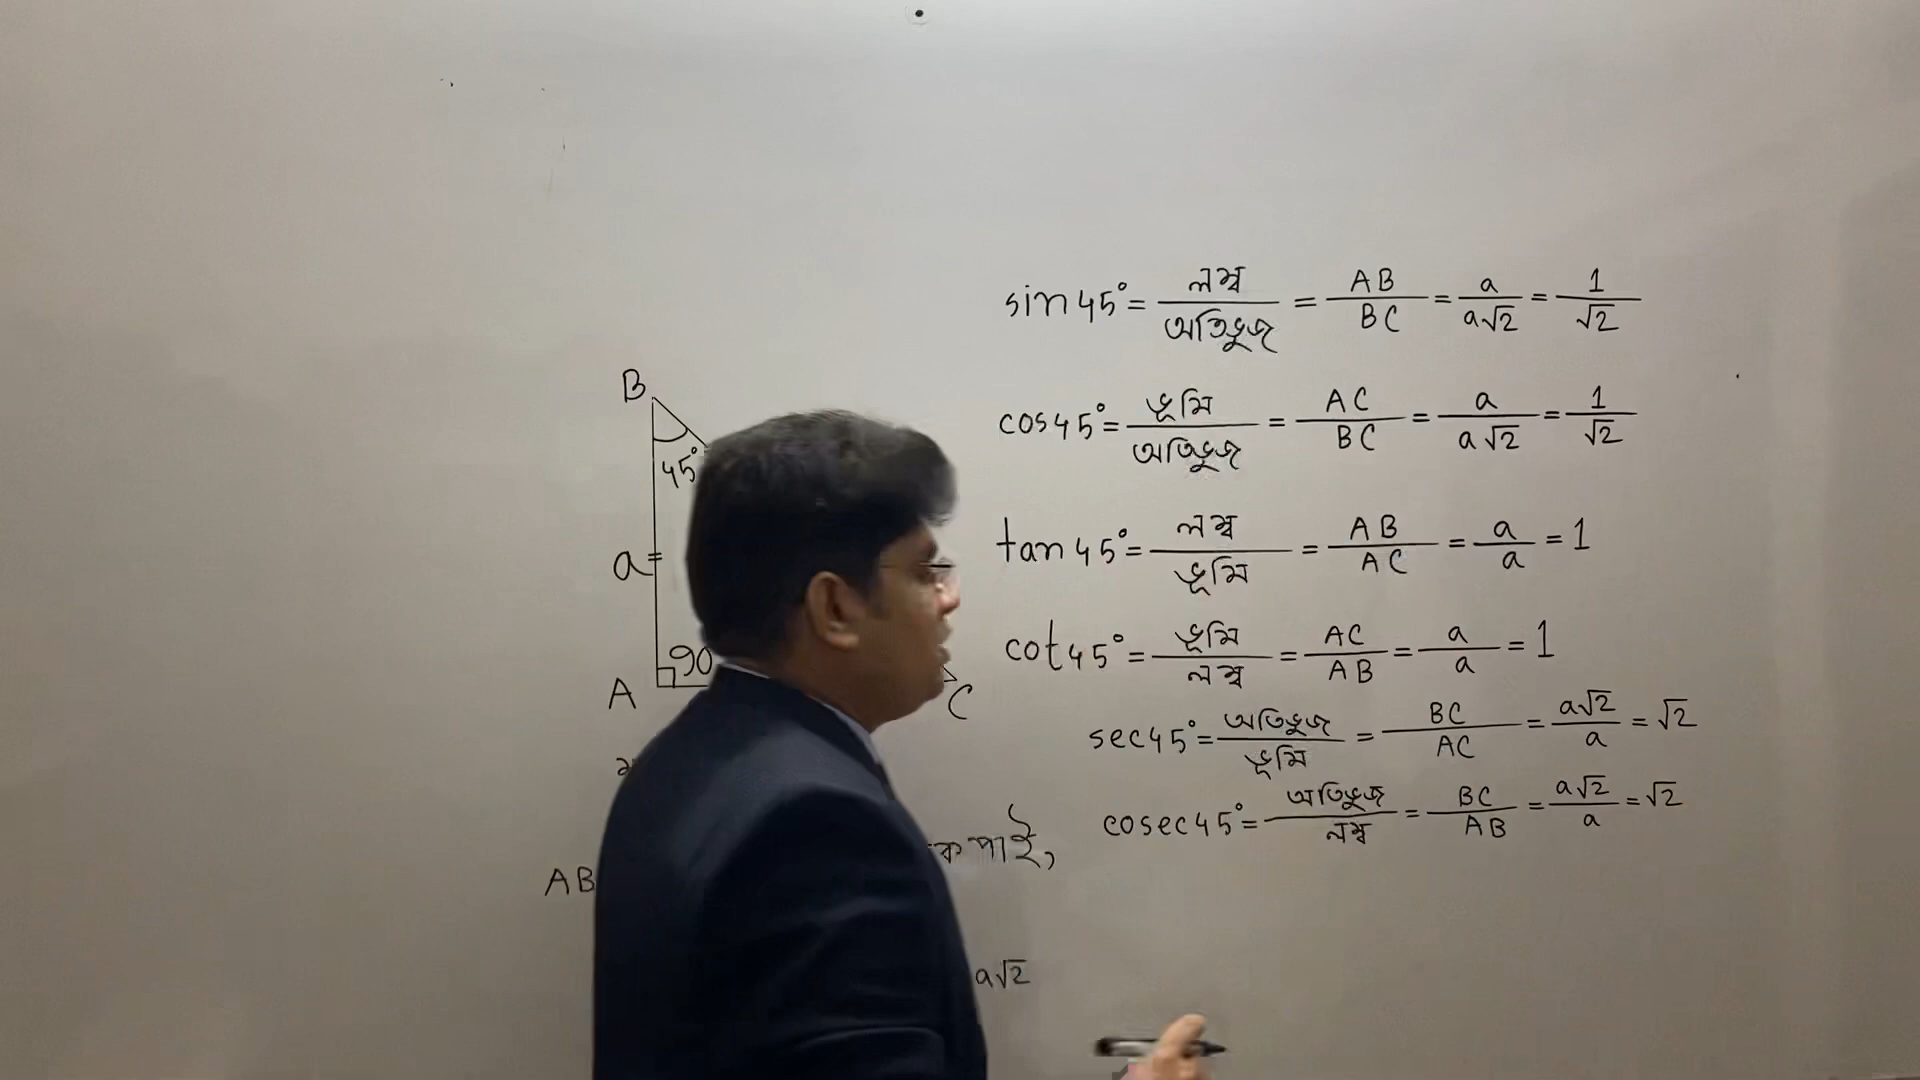 sin45° = লম্ব/অতিভুজ = AB/BC = a/a√2 = 1/√2
cos45° = ভূমি/অতিভুজ = AC/BC = a/a√2 = 1/√2
tan45° = লম্ব/ভূমি = AB/AC = a/a = 1
cot45° = ভূমি/লম্ব = AC/AB = a/a = 1
sec45° = অতিভুজ/ভূমি = BC/AC = a√2/a = √2
cosec45° = অতিভুজ/লম্ব = BC/AB = a√2/a = √2
B
45°
a
90
A
C
পাই,
AB
a√2